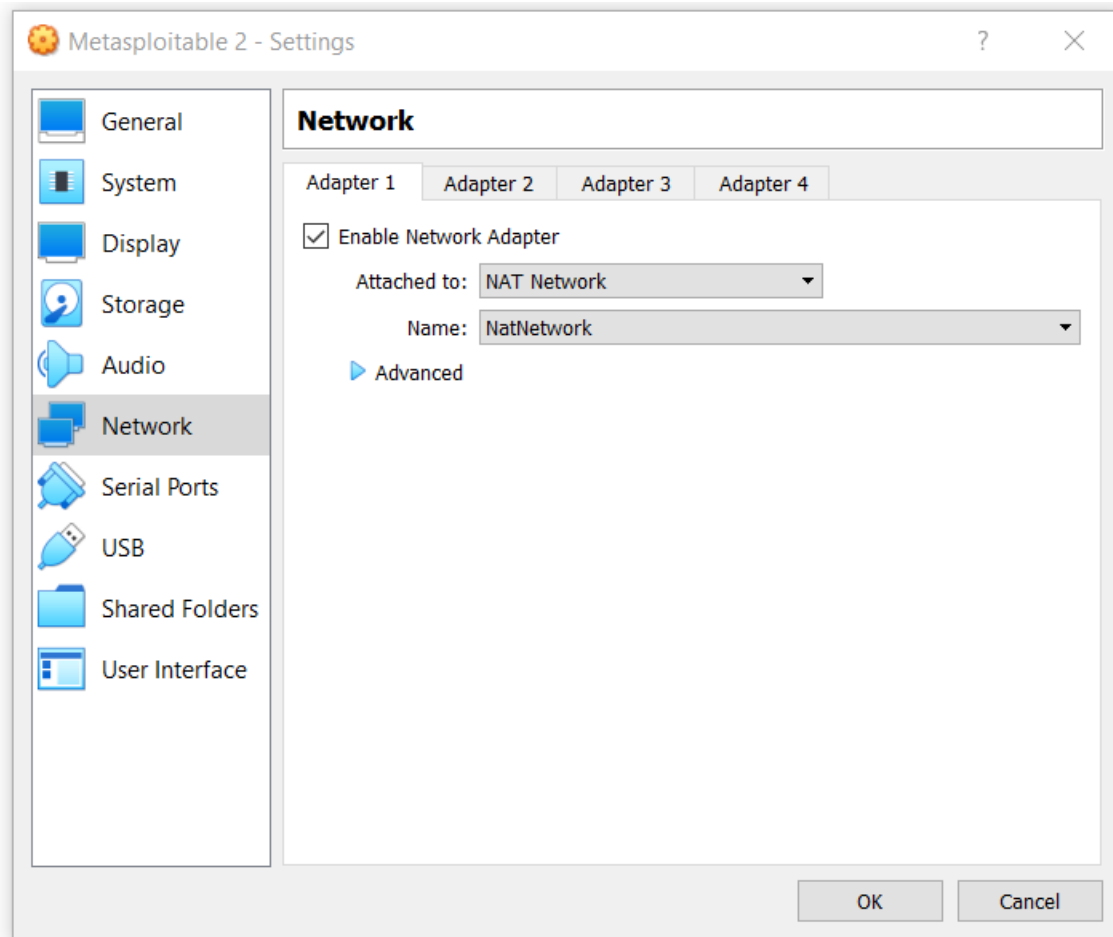 Metasploitable 2 - Settings
?
General
System
Display
Storage
Audio
Network
Serial Ports
USB
Shared Folders
User Interface
Network
Adapter 1 Adapter 2 Adapter 3 Adapter 4
Enable Network Adapter
Attached to: NAT Network
Name: NatNetwork
Advanced
OK Cancel